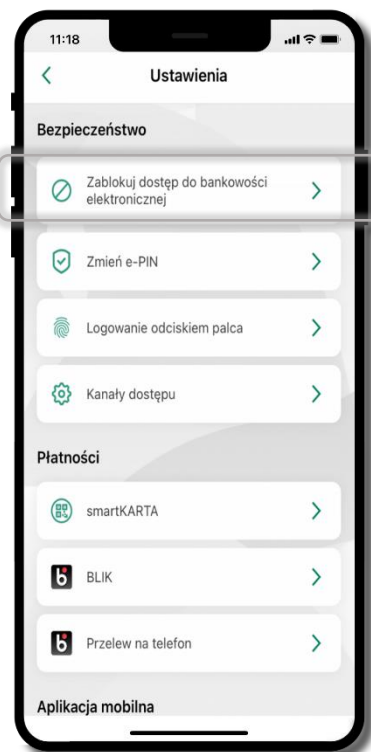 11:18
Ustawienia
Bezpieczeństwo
Zablokuj dostęp do bankowości
elektronicznej
Zmień e-PIN
Logowanie odciskiem palca
Kanały dostępu
Płatności
smartKARTA
BLIK
Przelew na telefon
Aplikacja mobilna